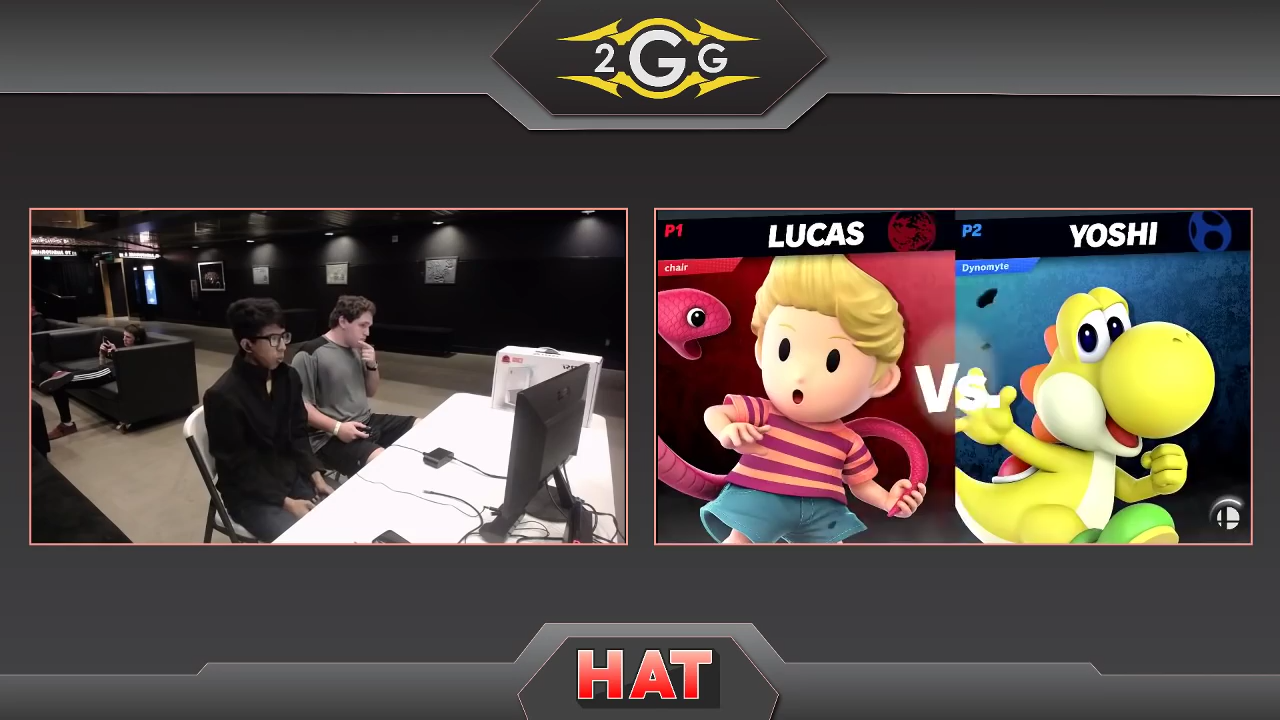 2GG
P1
LUCAS
chair
P2
YOSHI
Dynomyte
Vs.
HAT